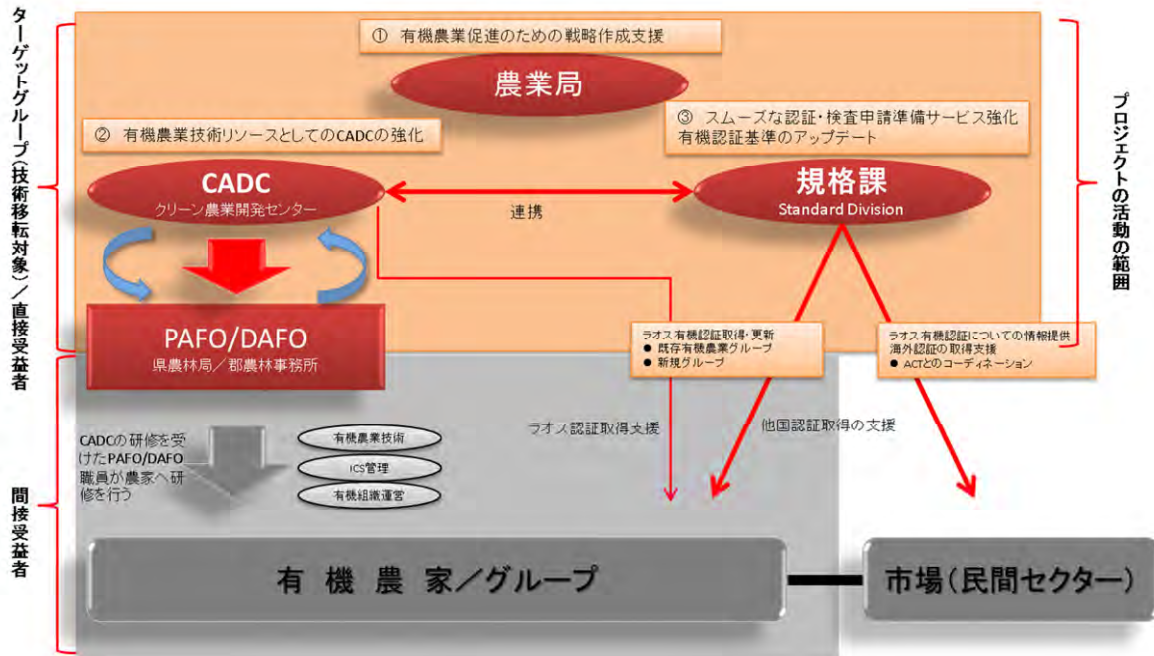 ターゲットグループ(技術移転対象)/直接受益者
① 有機農業促進のための戦略作成支援
農業局
② 有機農業技術リソースとしてのCADCの強化
③ スムーズな認証・検査申請準備サービス強化
有機認証基準のアップデート
プロジェクトの活動の範囲
CADC
クリーン農業開発センター
連携
規格課
Standard Division
PAFO/DAFO
県農林局/郡農林事務所
ラオス有機認証取得・更新
● 既存有機農業グループ
● 新規グループ
ラオス有機認証についての情報提供
海外認証の取得支援
● ACTとのコーディネーション
間接受益者
CADCの研修を受
けたPAFO/DAFO
職員が農家へ研
修を行う
有機農業技術
ICS管理
有機組織運営
ラオス認証取得支援
他国認証取得の支援
有 機 農 家/グループ
市場(民間セクター)